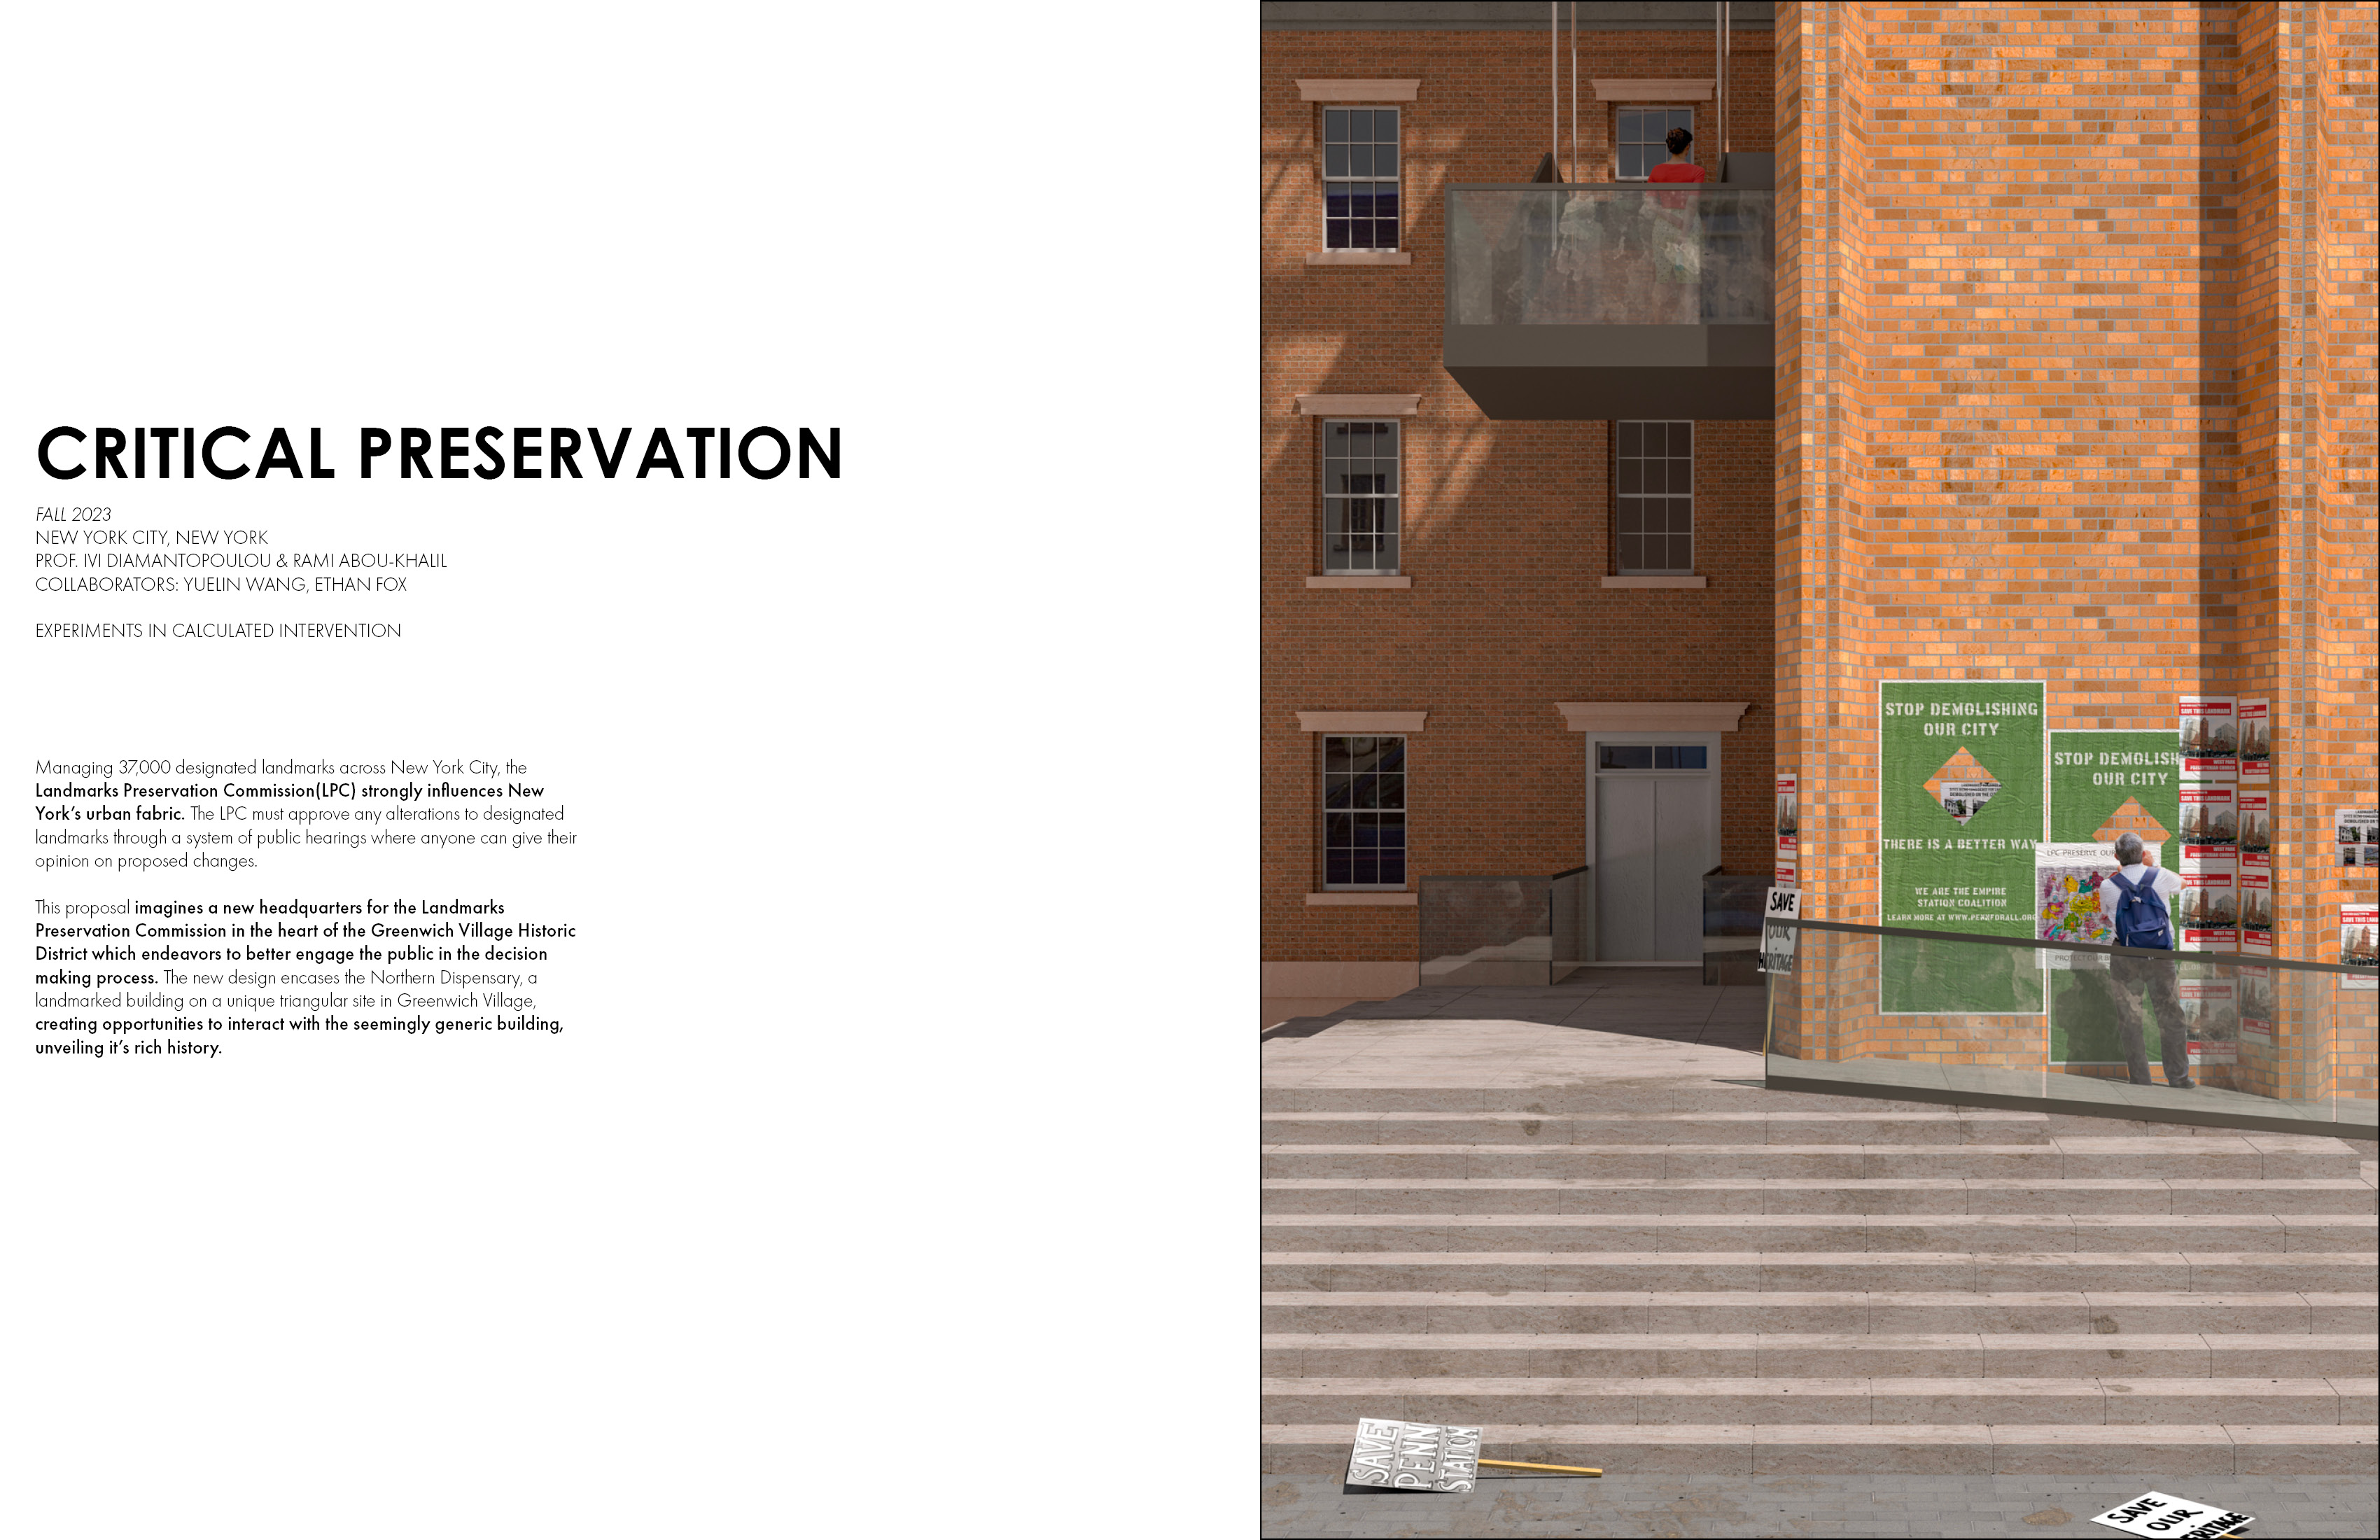 CRITICAL PRESERVATION
FALL 2023
NEW YORK CITY, NEW YORK
PROF. IVI DIAMANTOPOULOU & RAMI ABOU-KHALIL
COLLABORATORS: YUELIN WANG, ETHAN FOX
EXPERIMENTS IN CALCULATED INTERVENTION
Managing 37,000 designated landmarks across New York City, the
Landmarks Preservation Commission(LPC) strongly influences New
York's urban fabric. The LPC must approve any alterations to designated
landmarks through a system of public hearings where anyone can give their
opinion on proposed changes.
This proposal imagines a new headquarters for the Landmarks
Preservation Commission in the heart of the Greenwich Village Historic
District which endeavors to better engage the public in the decision
making process. The new design encases the Northern Dispensary, a
landmarked building on a unique triangular site in Greenwich Village,
creating opportunities to interact with the seemingly generic building,
unveiling it's rich history.
STOP DEMOLISHING
OUR CITY
THERE IS A BETTER WAY
WE ARE THE EMPIRE
STATION COALITION
LEARN MORE AT WWW.PENNFORALL.ORG
STOP DEMOLISH
OUR CITY
LPC PRESERVE OUR
SAVE THIS LANDMARK
WEST PARK
PRESBYTERIAN CHURCH
SAVE
OUR
HERITAGE
SAVE
PENN
STATION
SAVE
OUR